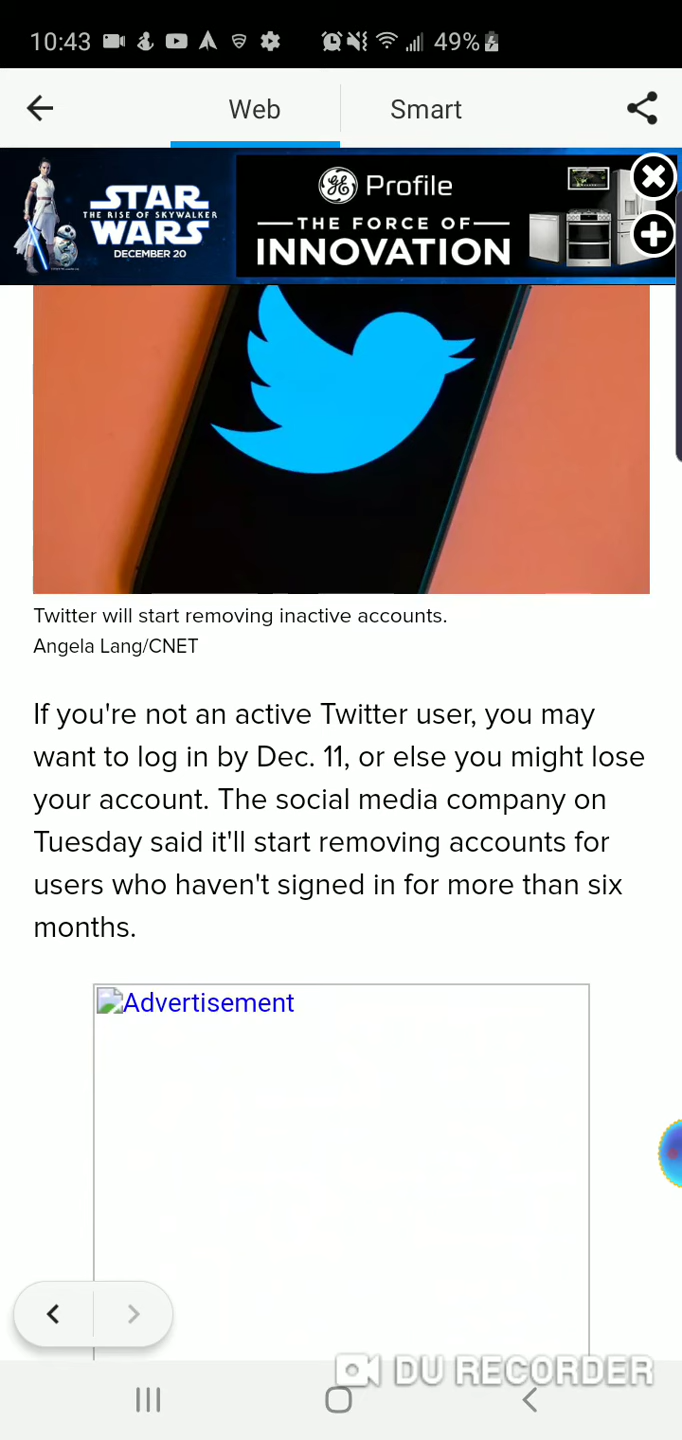 10:43
49%
Web
Smart
STAR
THE RISE OF SKYWALKER
WARS
DECEMBER 20
GE Profile
THE FORCE OF
INNOVATION
Twitter will start removing inactive accounts.
Angela Lang/CNET
If you're not an active Twitter user, you may
want to log in by Dec. 11, or else you might lose
your account. The social media company on
Tuesday said it'll start removing accounts for
users who haven't signed in for more than six
months.
Advertisement
DU RECORDER